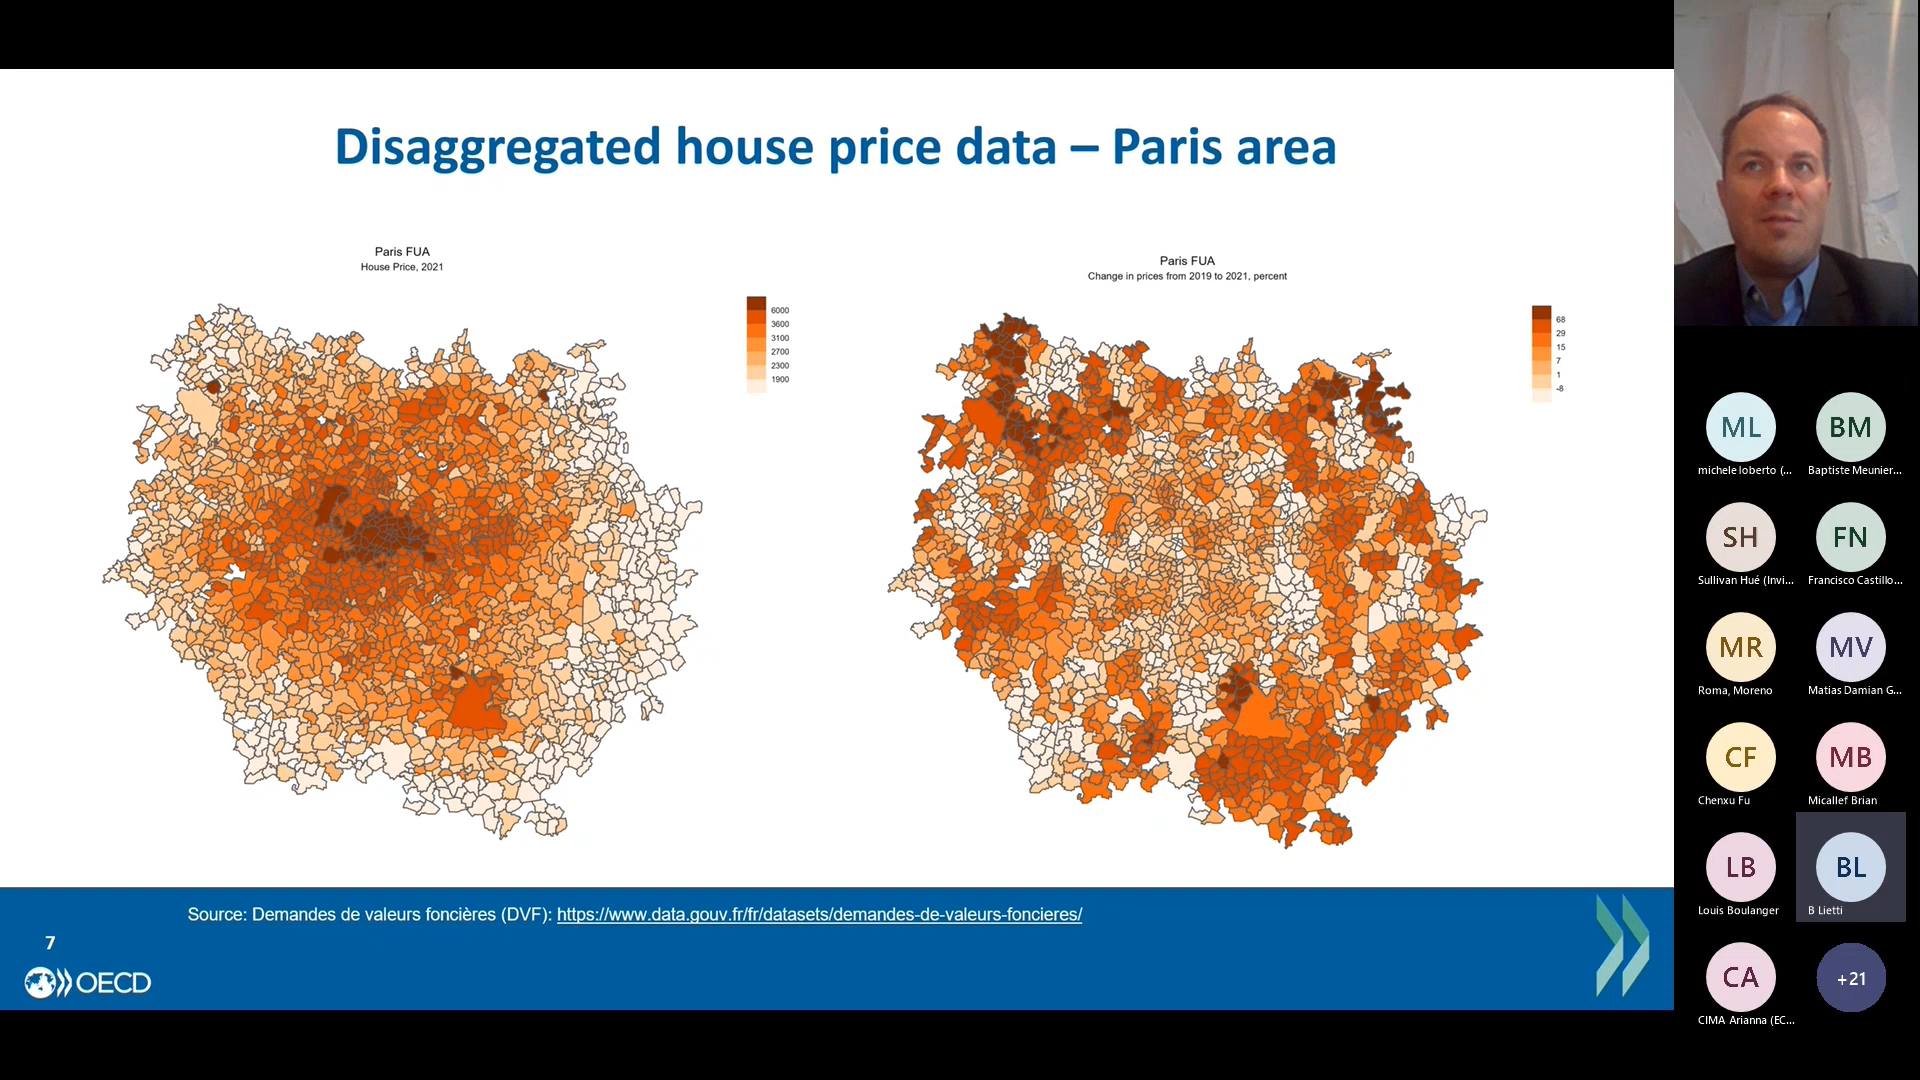 Disaggregated house price data – Paris area
Paris FUA
House Price, 2021
6000
3600
3100
2700
2300
1900
Paris FUA
Change in prices from 2019 to 2021, percent
68
29
15
7
1
-8
Source: Demandes de valeurs foncières (DVF): https://www.data.gouv.fr/fr/datasets/demandes-de-valeurs-foncieres/
7
OECD
ML
michele loberto (...
BM
Baptiste Meunier...
SH
Sullivan Hué (Invi...
FN
Francisco Castillo...
MR
Roma, Moreno
MV
Matias Damian G...
CF
Chenxu Fu
MB
Micallef Brian
LB
Louis Boulanger
BL
B Lietti
CA
CIMA Arianna (EC...
+21